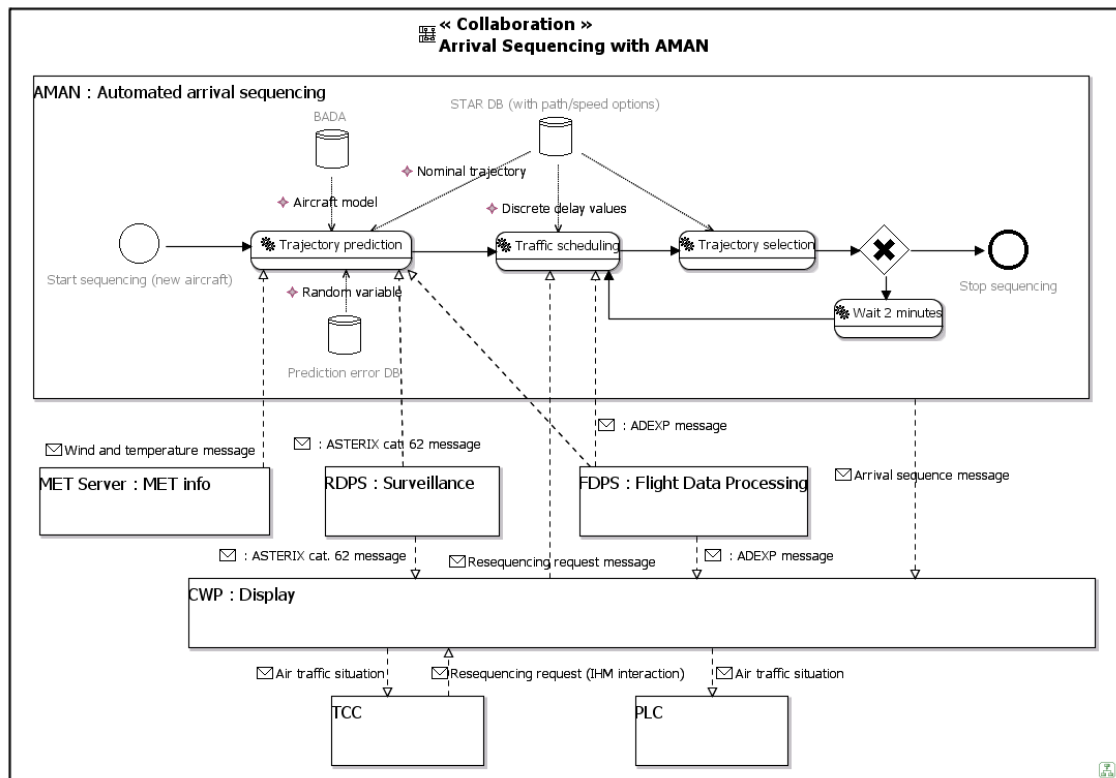 « Collaboration »
Arrival Sequencing with AMAN
AMAN : Automated arrival sequencing
STAR DB (with path/speed options)
BADA
Nominal trajectory
Aircraft model
Discrete delay values
Trajectory prediction
Traffic scheduling
Trajectory selection
Start sequencing (new aircraft)
Stop sequencing
Random variable
Wait 2 minutes
Prediction error DB
: ADEXP message
Wind and temperature message
: ASTERIX cat. 62 message
Arrival sequence message
MET Server : MET info
RDPS : Surveillance
FDPS : Flight Data Processing
: ASTERIX cat. 62 message
Resequencing request message
: ADEXP message
CWP : Display
Air traffic situation
Resequencing request (IHM interaction)
Air traffic situation
TCC
PLC